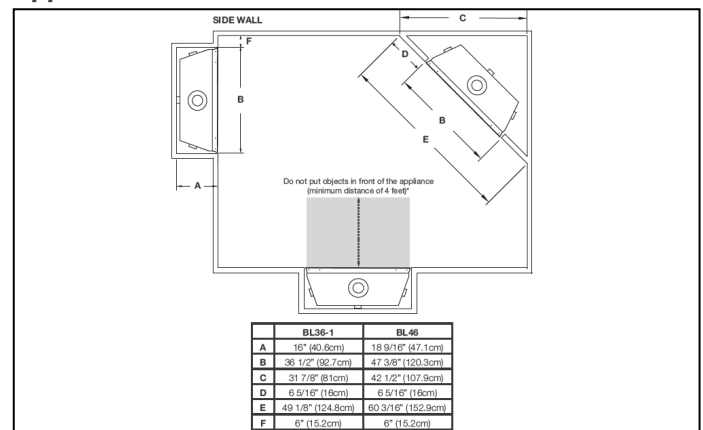 SIDE WALL
C
F
D
B
B
E
A
Do not put objects in front of the appliance
(minimum distance of 4 feet)*
BL36-1 BL46
A 16" (40.6cm) 18 9/16" (47.1cm)
B 36 1/2" (92.7cm) 47 3/8" (120.3cm)
C 31 7/8" (81cm) 42 1/2" (107.9cm)
D 6 5/16" (16cm) 6 5/16" (16cm)
E 49 1/8" (124.8cm) 60 3/16" (152.9cm)
F 6" (15.2cm) 6" (15.2cm)